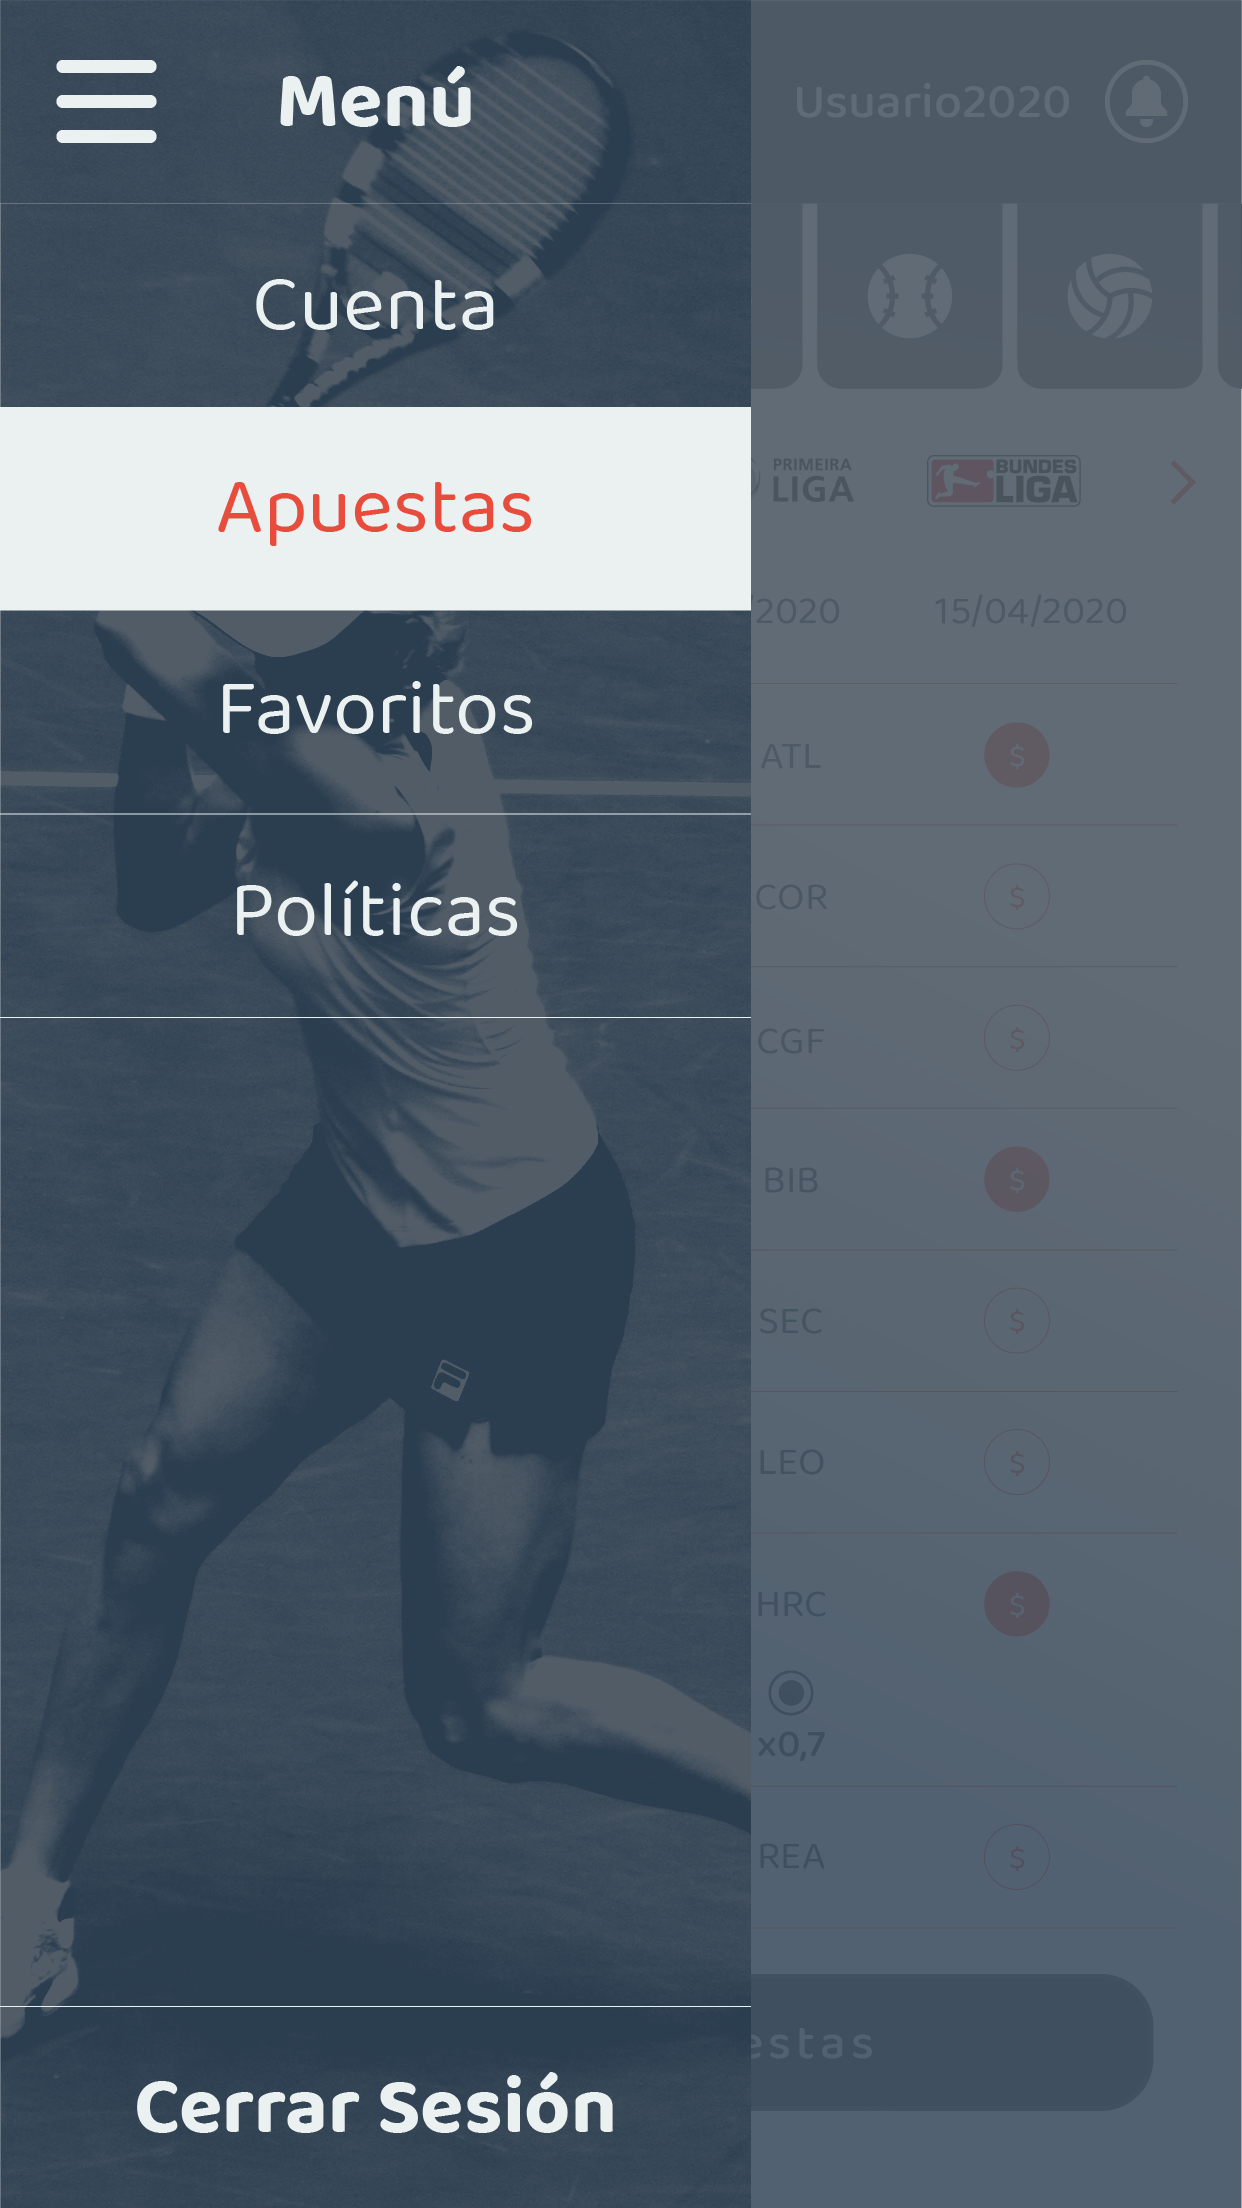 Menú
Usuario2020
Cuenta
PRIMEIRA
LIGA
BUNDES
LIGA
Apuestas
/2020
15/04/2020
Favoritos
ATL
$
Políticas
COR
$
CGF
$
BIB
$
SEC
$
LEO
$
HRC
$
x0,7
REA
$
estas
Cerrar Sesión